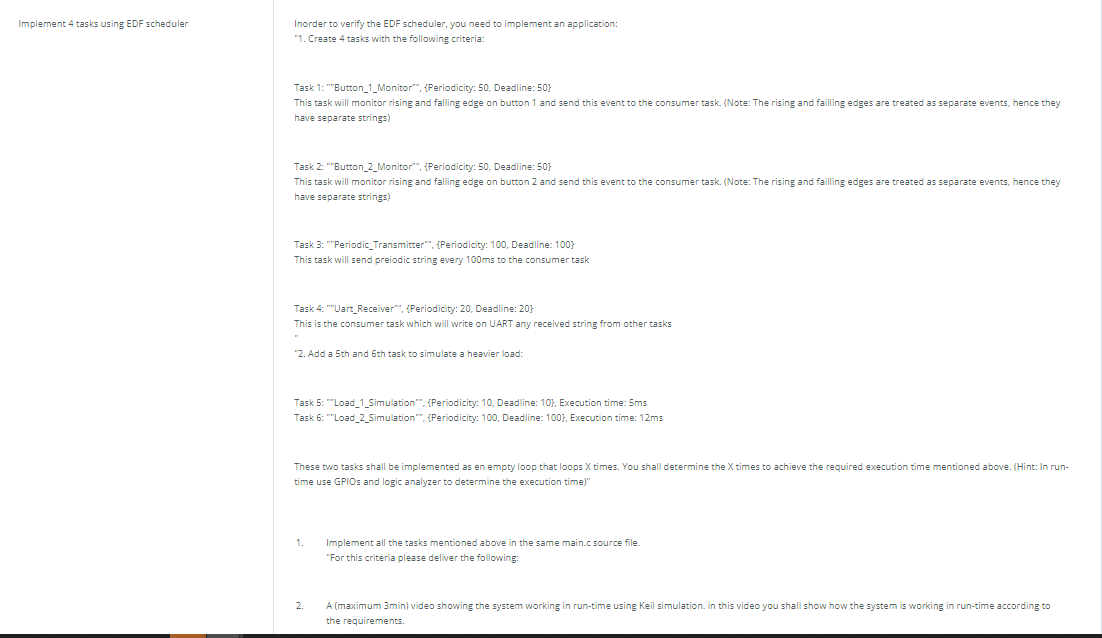 Implement 4 tasks using EDF scheduler
Inorder to verify the EDF scheduler, you need to implement an application:
"1. Create 4 tasks with the following criteria:
Task 1: ""Button_1_Monitor"", {Periodicity: 50, Deadline: 50}
This task will monitor rising and falling edge on button 1 and send this event to the consumer task. (Note: The rising and failling edges are treated as separate events, hence they
have separate strings)
Task 2: ""Button_2_Monitor"", {Periodicity: 50, Deadline: 50}
This task will monitor rising and falling edge on button 2 and send this event to the consumer task. (Note: The rising and failling edges are treated as separate events, hence they
have separate strings)
Task 3: ""Periodic_Transmitter"", {Periodicity: 100, Deadline: 100}
This task will send preiodic string every 100ms to the consumer task
Task 4: ""Uart_Receiver"", {Periodicity: 20, Deadline: 20}
This is the consumer task which will write on UART any received string from other tasks
"
"2. Add a 5th and 6th task to simulate a heavier load:
Task 5: ""Load_1_Simulation"", {Periodicity: 10, Deadline: 10}, Execution time: 5ms
Task 6: ""Load_2_Simulation"", {Periodicity: 100, Deadline: 100}, Execution time: 12ms
These two tasks shall be implemented as en empty loop that loops X times. You shall determine the X times to achieve the required execution time mentioned above. (Hint: In run-
time use GPIOs and logic analyzer to determine the execution time)"
1. Implement all the tasks mentioned above in the same main.c source file.
"For this criteria please deliver the following:
2. A (maximum 3min) video showing the system working in run-time using Keil simulation. in this video you shall show how the system is working in run-time according to
the requirements.